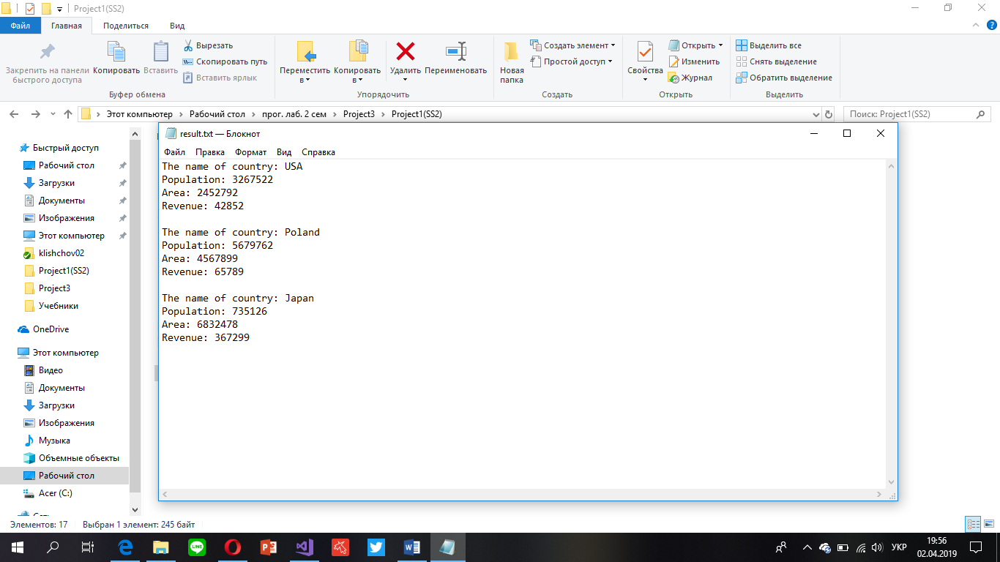 Project1(SS2)
Файл Главная Поделиться Вид
Закрепить на панели быстрого доступа
Копировать
Вставить
Вырезать
Скопировать путь
Вставить ярлык
Буфер обмена
Переместить в
Копировать в
Удалить
Переименовать
Упорядочить
Новая папка
Создать элемент
Простой доступ
Создать
Свойства
Открыть
Изменить
Журнал
Открыть
Выделить все
Снять выделение
Обратить выделение
Выделить
Этот компьютер Рабочий стол прог. лаб. 2 сем Project3 Project1(SS2)
Поиск: Project1(SS2)
Быстрый доступ
Рабочий стол
Загрузки
Документы
Изображения
Этот компьютер
klishchov02
Project1(SS2)
Project3
Учебники
OneDrive
Этот компьютер
Видео
Документы
Загрузки
Изображения
Музыка
Объемные объекты
Рабочий стол
Acer (C:)
result.txt — Блокнот
Файл Правка Формат Вид Справка
The name of country: USA
Population: 3267522
Area: 2452792
Revenue: 42852
The name of country: Poland
Population: 5679762
Area: 4567899
Revenue: 65789
The name of country: Japan
Population: 735126
Area: 6832478
Revenue: 367299
Элементов: 17 Выбран 1 элемент: 245 байт
LINE
УКР
19:56
02.04.2019